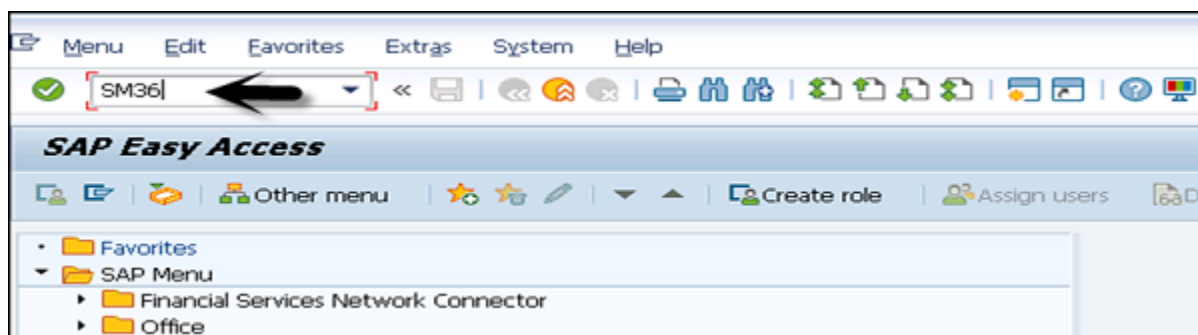 Menu Edit Favorites Extras System Help
SM36
SAP Easy Access
Other menu Create role Assign users
Favorites
SAP Menu
Financial Services Network Connector
Office